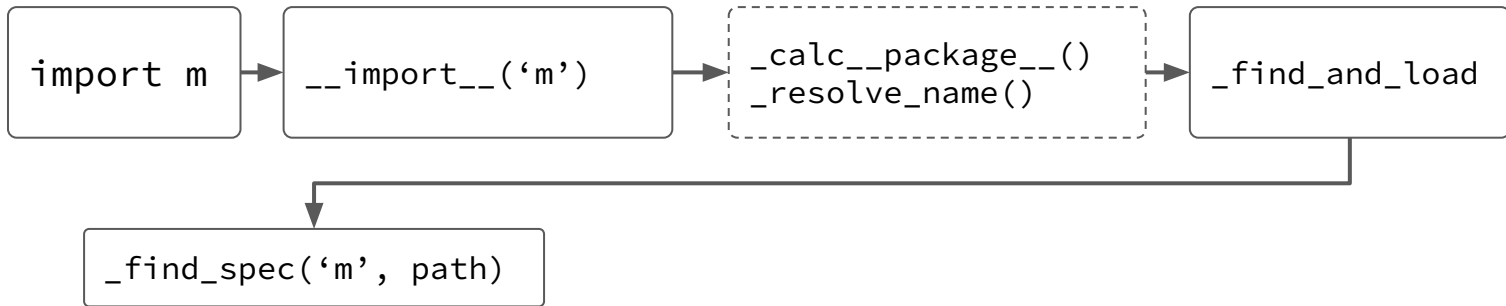 import m
__import__(‘m’)
_calc__package__()
_resolve_name()
_find_and_load
_find_spec(‘m’, path)